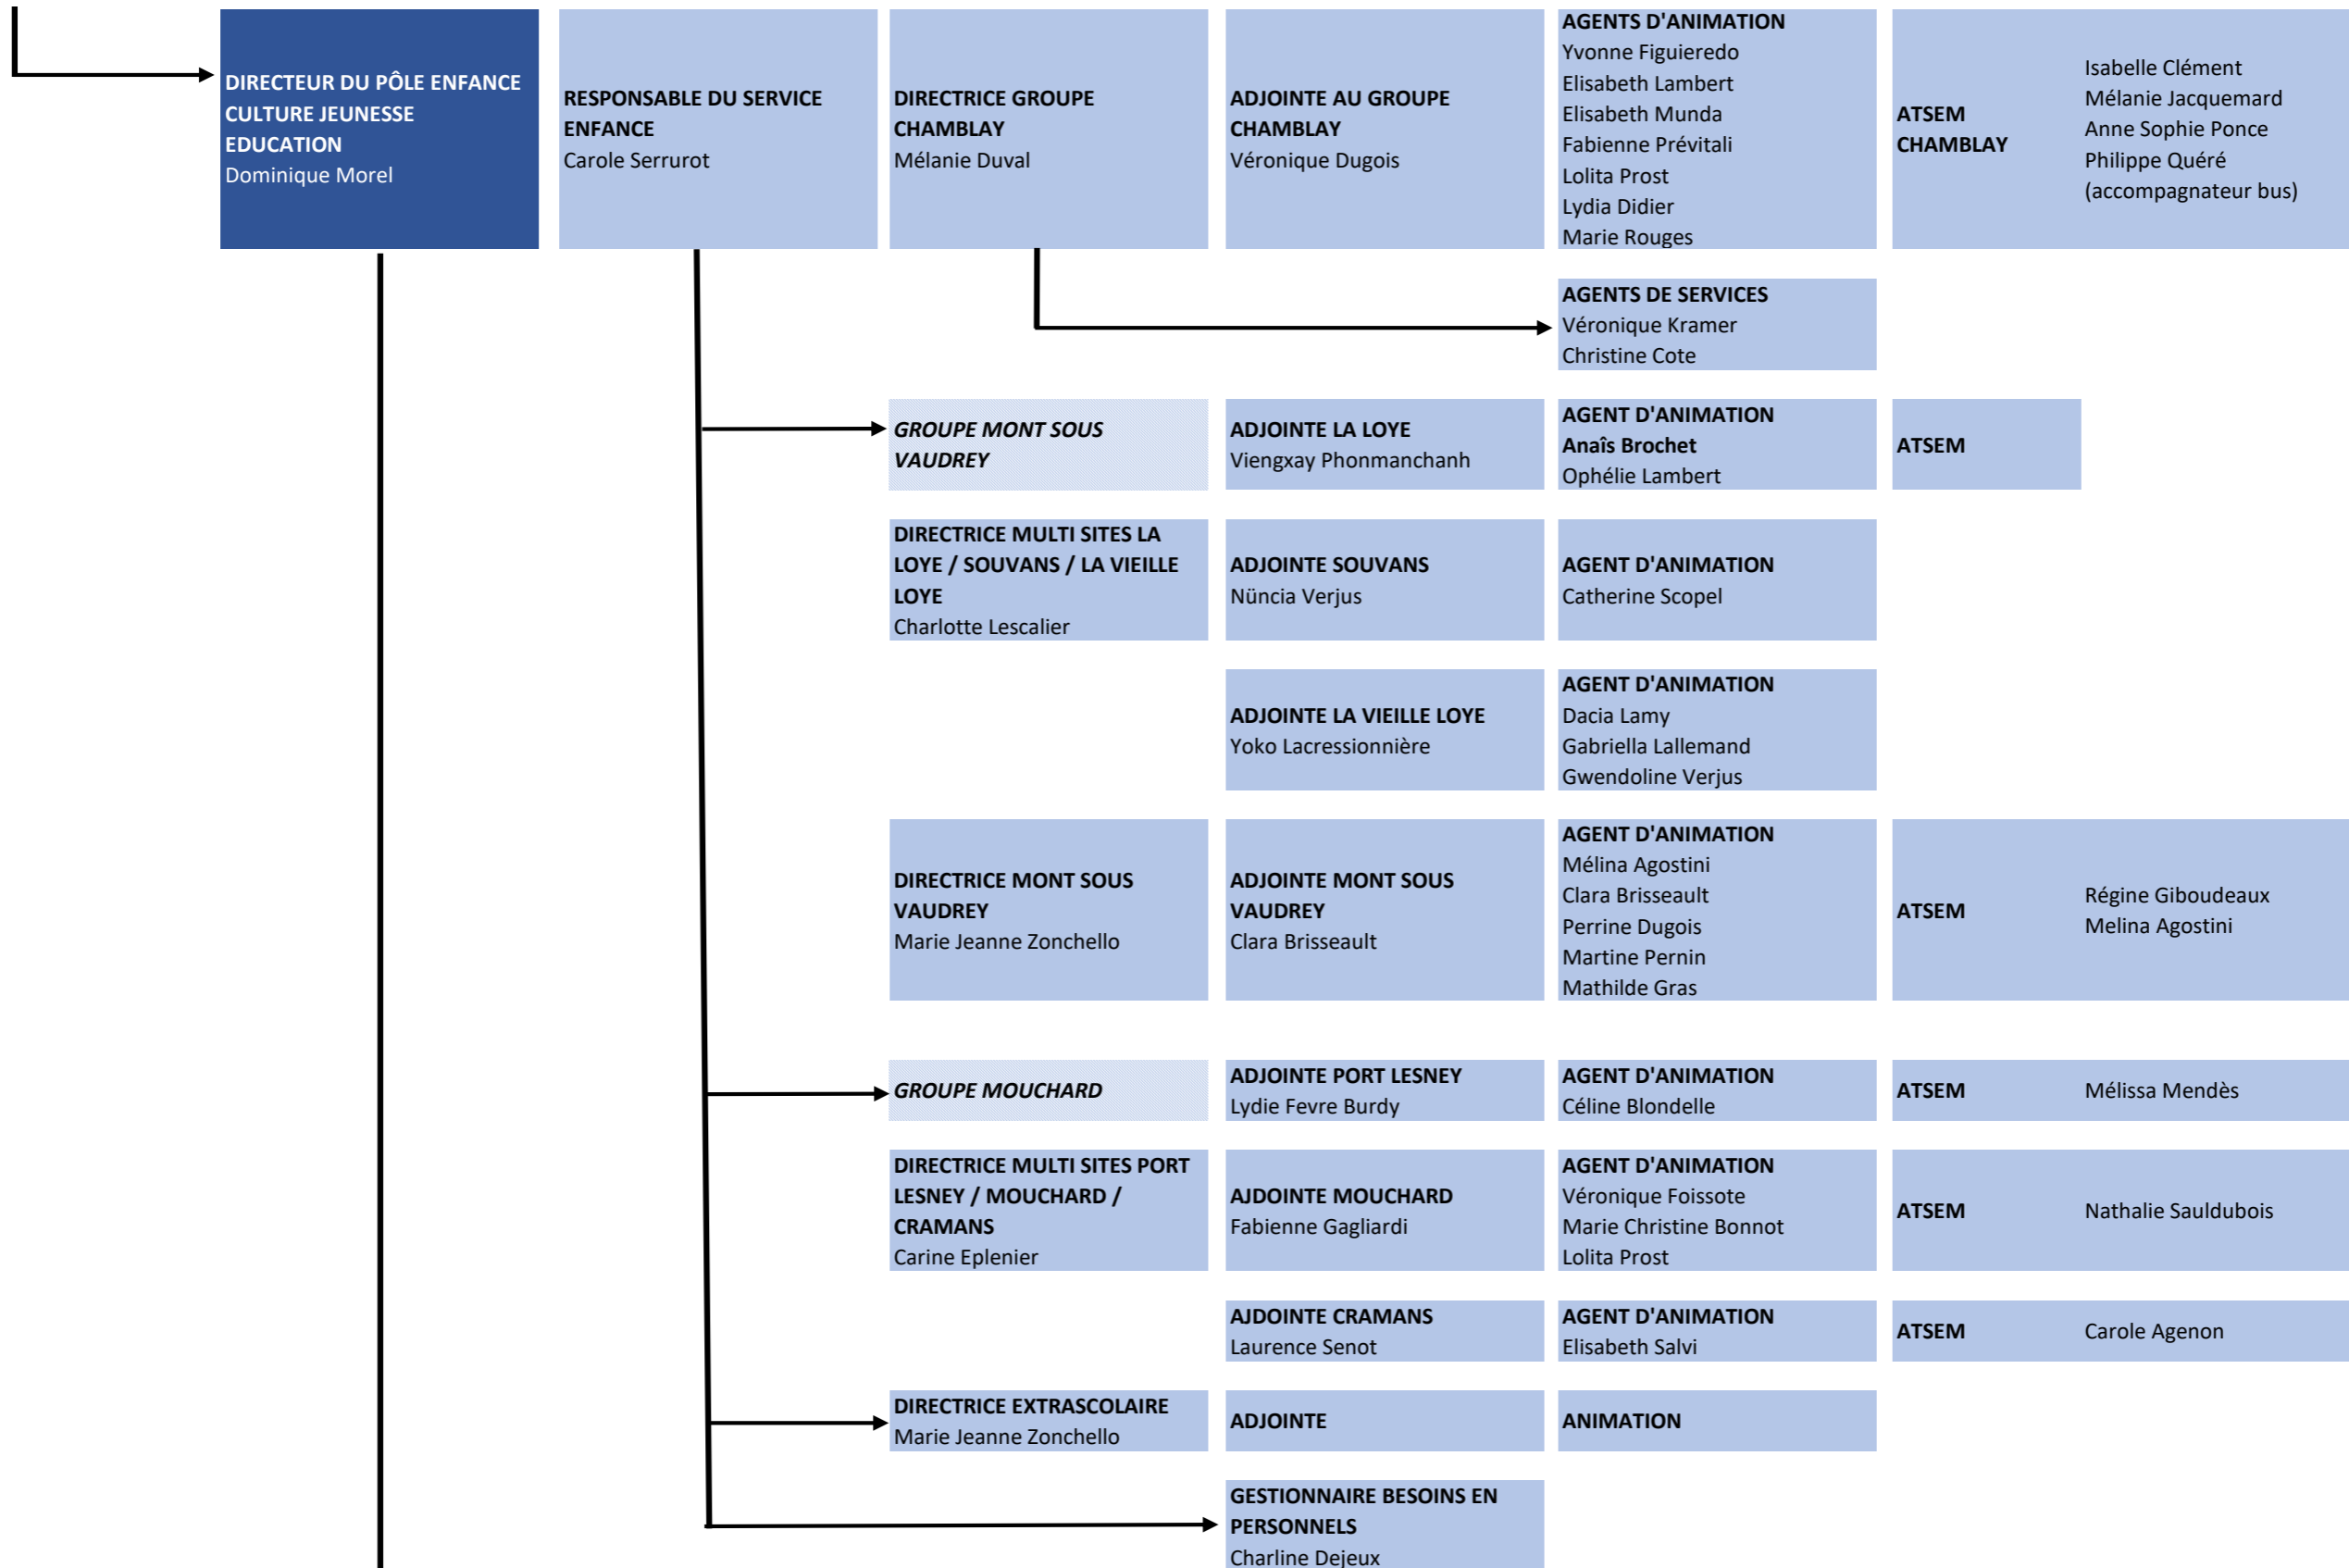 DIRECTEUR DU PÔLE ENFANCE
CULTURE JEUNESSE
EDUCATION
Dominique Morel
RESPONSABLE DU SERVICE
ENFANCE
Carole Serrurot
DIRECTRICE GROUPE
CHAMBLAY
Mélanie Duval
ADJOINTE AU GROUPE
CHAMBLAY
Véronique Dugois
AGENTS D'ANIMATION
Yvonne Figuieredo
Elisabeth Lambert
Elisabeth Munda
Fabienne Prévitali
Lolita Prost
Lydia Didier
Marie Rouges
ATSEM
CHAMBLAY
Isabelle Clément
Mélanie Jacquemard
Anne Sophie Ponce
Philippe Quéré
(accompagnateur bus)
AGENTS DE SERVICES
Véronique Kramer
Christine Cote
GROUPE MONT SOUS
VAUDREY
ADJOINTE LA LOYE
Viengxay Phonmanchanh
AGENT D'ANIMATION
Anaîs Brochet
Ophélie Lambert
ATSEM
DIRECTRICE MULTI SITES LA
LOYE / SOUVANS / LA VIEILLE
LOYE
Charlotte Lescalier
ADJOINTE SOUVANS
Nüncia Verjus
AGENT D'ANIMATION
Catherine Scopel
ADJOINTE LA VIEILLE LOYE
Yoko Lacressionnière
AGENT D'ANIMATION
Dacia Lamy
Gabriella Lallemand
Gwendoline Verjus
DIRECTRICE MONT SOUS
VAUDREY
Marie Jeanne Zonchello
ADJOINTE MONT SOUS
VAUDREY
Clara Brisseault
AGENT D'ANIMATION
Mélina Agostini
Clara Brisseault
Perrine Dugois
Martine Pernin
Mathilde Gras
ATSEM
Régine Giboudeaux
Melina Agostini
GROUPE MOUCHARD
ADJOINTE PORT LESNEY
Lydie Fevre Burdy
AGENT D'ANIMATION
Céline Blondelle
ATSEM
Mélissa Mendès
DIRECTRICE MULTI SITES PORT
LESNEY / MOUCHARD /
CRAMANS
Carine Eplenier
AJDOINTE MOUCHARD
Fabienne Gagliardi
AGENT D'ANIMATION
Véronique Foissote
Marie Christine Bonnot
Lolita Prost
ATSEM
Nathalie Sauldubois
AJDOINTE CRAMANS
Laurence Senot
AGENT D'ANIMATION
Elisabeth Salvi
ATSEM
Carole Agenon
DIRECTRICE EXTRASCOLAIRE
Marie Jeanne Zonchello
ADJOINTE
ANIMATION
GESTIONNAIRE BESOINS EN
PERSONNELS
Charline Dejeux